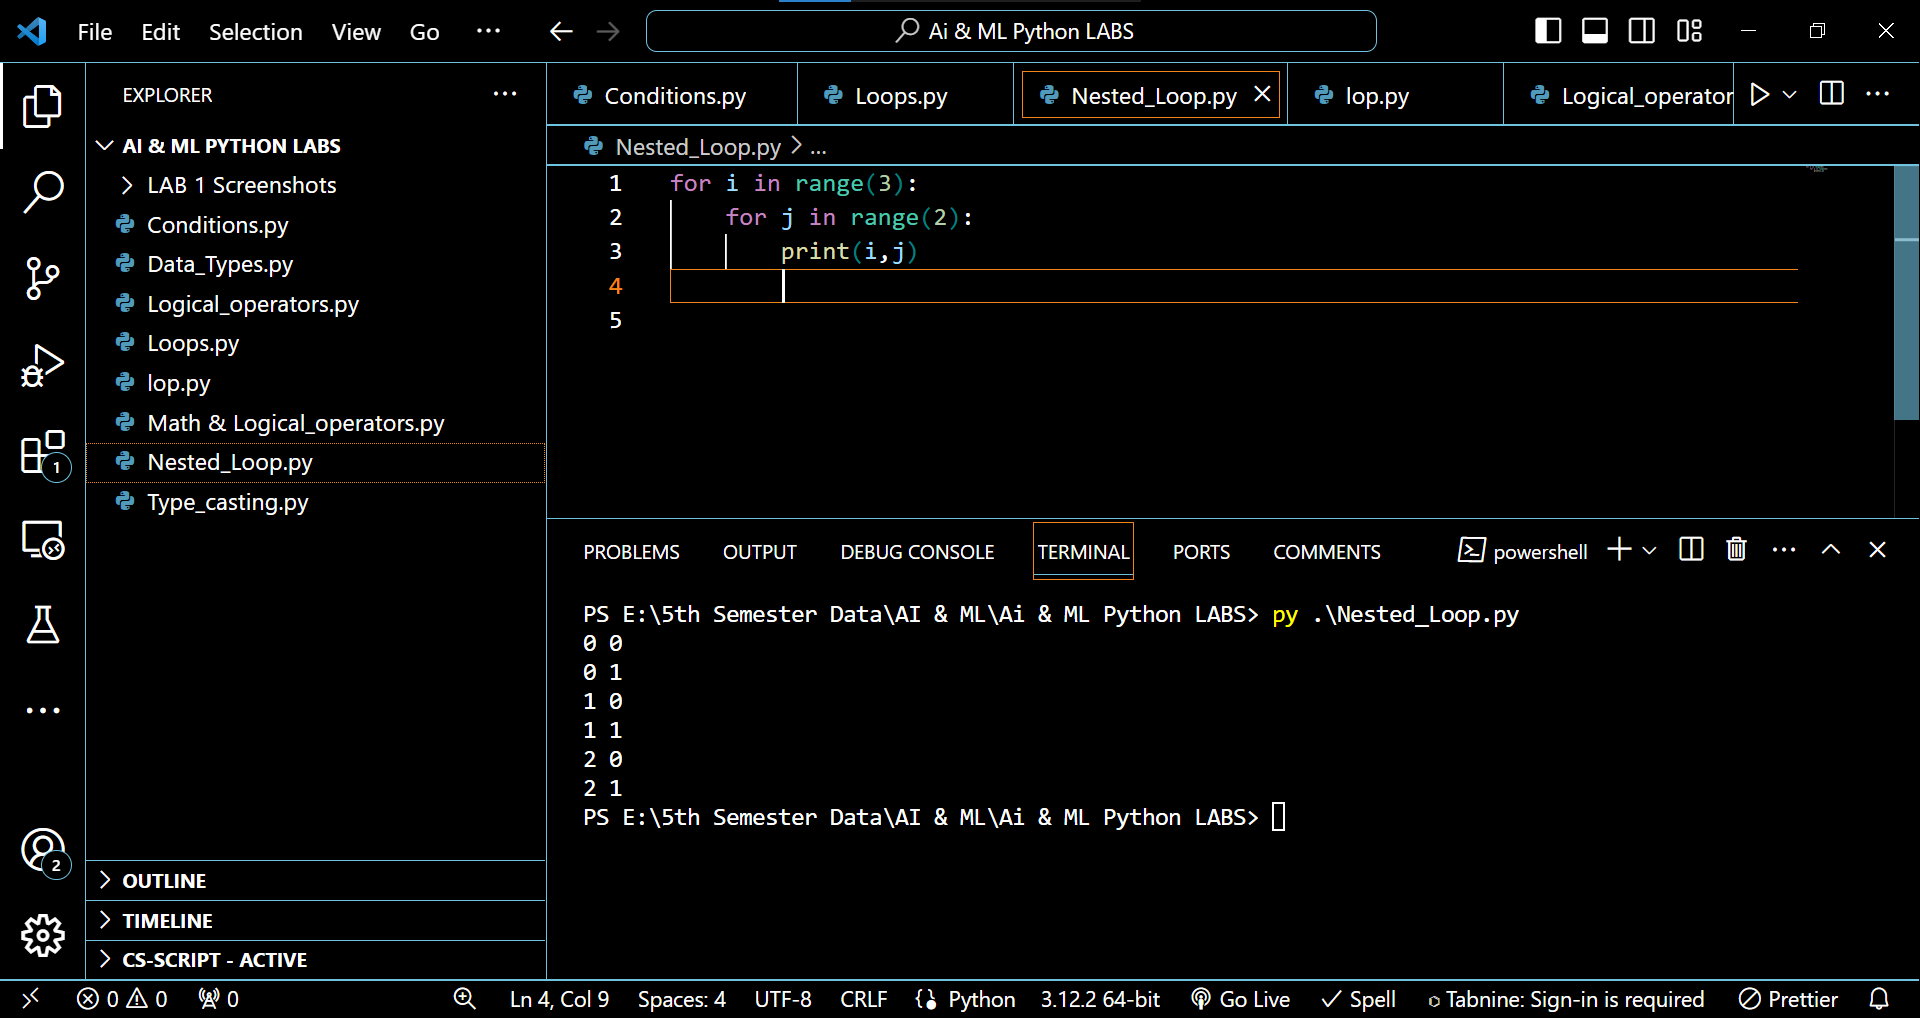 File Edit Selection View Go ··· Ai & ML Python LABS
EXPLORER ···
AI & ML PYTHON LABS
LAB 1 Screenshots
Conditions.py
Data_Types.py
Logical_operators.py
Loops.py
lop.py
Math & Logical_operators.py
Nested_Loop.py
Type_casting.py
OUTLINE
TIMELINE
CS-SCRIPT - ACTIVE
1
2
Conditions.py Loops.py Nested_Loop.py lop.py Logical_operator
Nested_Loop.py > ...
1 for i in range(3):
2 for j in range(2):
3 print(i,j)
4
5
PROBLEMS OUTPUT DEBUG CONSOLE TERMINAL PORTS COMMENTS powershell
PS E:\5th Semester Data\AI & ML\Ai & ML Python LABS> py .\Nested_Loop.py
0 0
0 1
1 0
1 1
2 0
2 1
PS E:\5th Semester Data\AI & ML\Ai & ML Python LABS>
0 0 0 Ln 4, Col 9 Spaces: 4 UTF-8 CRLF Python 3.12.2 64-bit Go Live Spell Tabnine: Sign-in is required Prettier